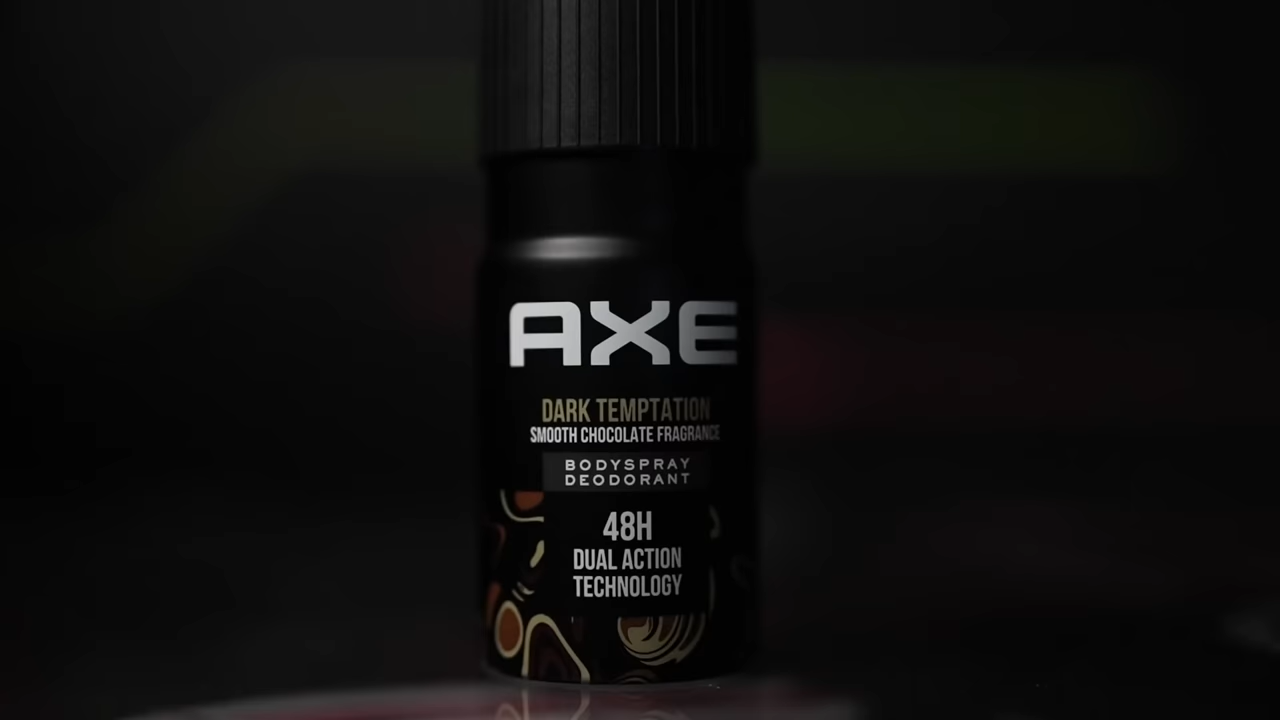 AXE
DARK TEMPTATION
SMOOTH CHOCOLATE FRAGRANCE
BODYSPRAY
DEODORANT
48H
DUAL ACTION
TECHNOLOGY